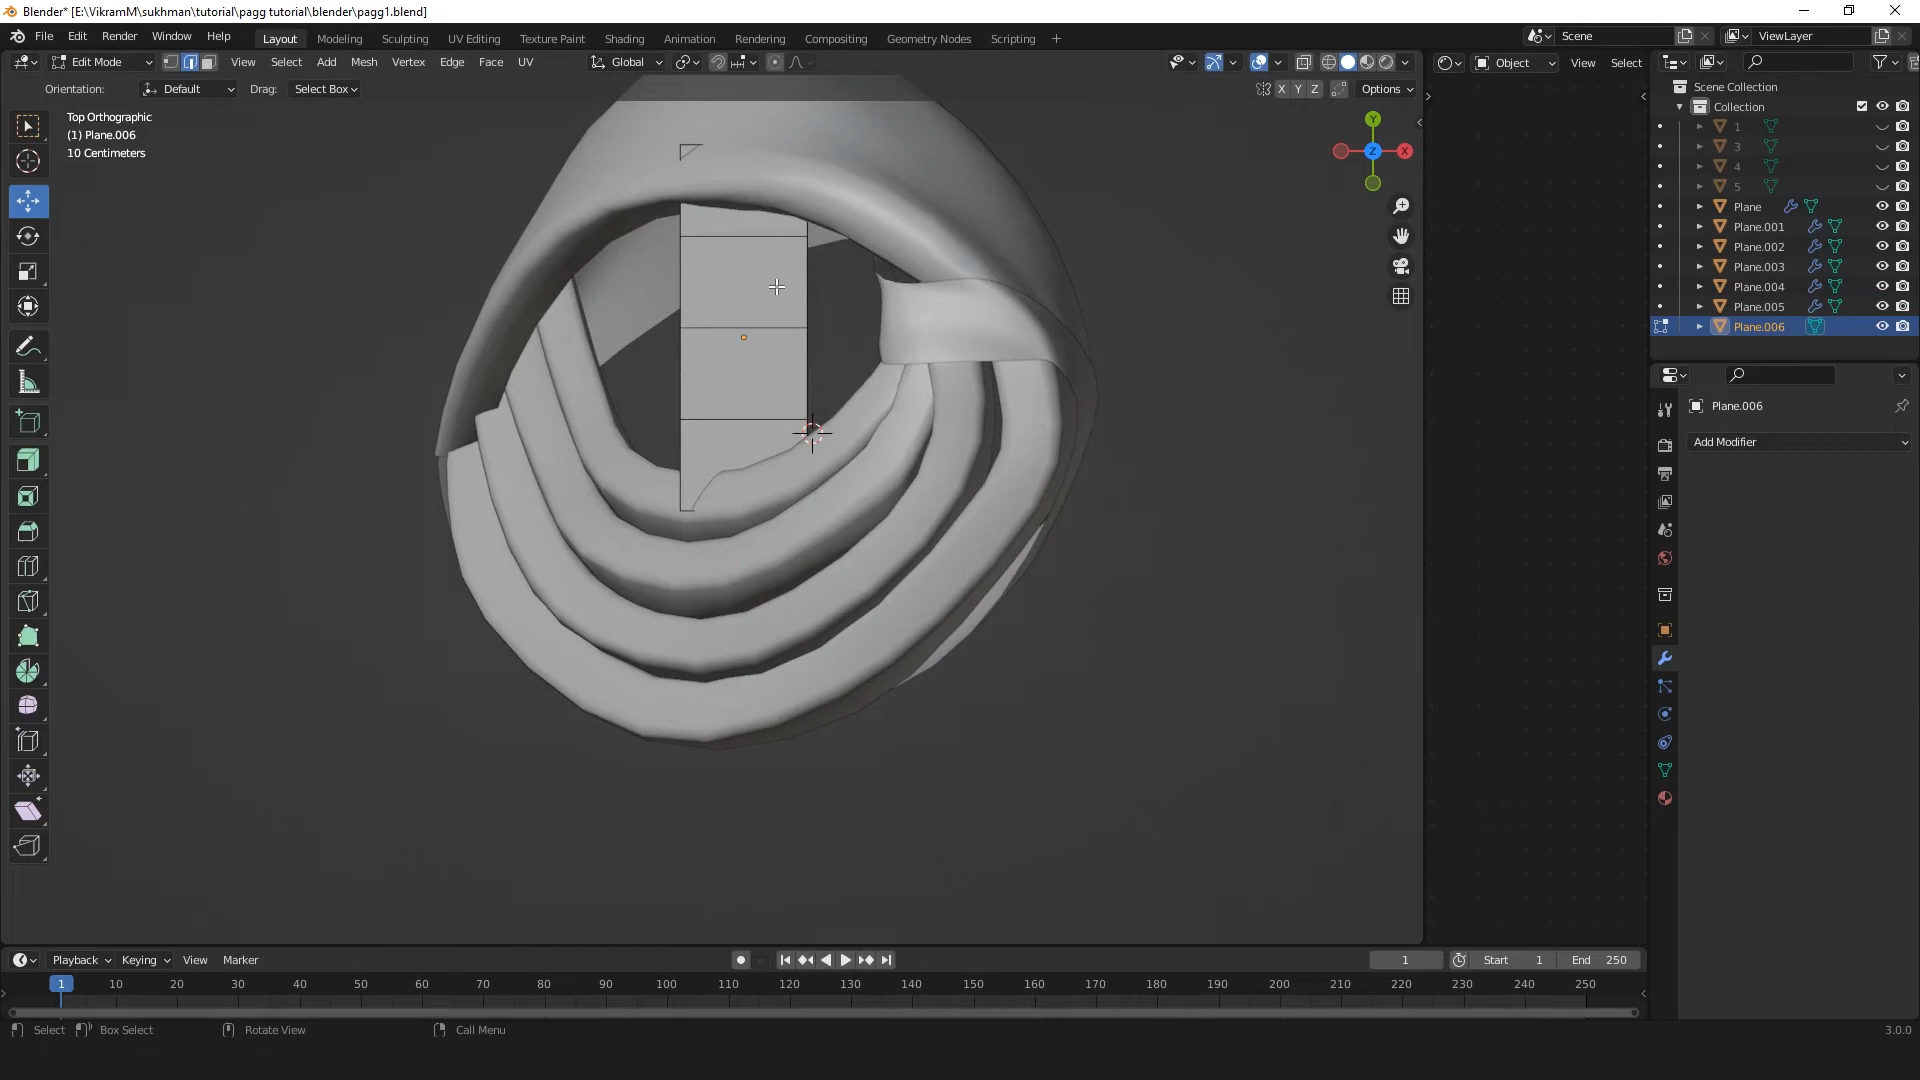 Blender* [E:\VikramM\sukhman\tutorial\pagg tutorial\blender\pagg1.blend]
File Edit Render Window Help Layout Modeling Sculpting UV Editing Texture Paint Shading Animation Rendering Compositing Geometry Nodes Scripting + Scene ViewLayer
Edit Mode View Select Add Mesh Vertex Edge Face UV Global Object View Select
Orientation: Default Drag: Select Box X Y Z Options
Scene Collection
Collection
1
3
4
5
Plane
Plane.001
Plane.002
Plane.003
Plane.004
Plane.005
Plane.006
Top Orthographic
(1) Plane.006
10 Centimeters
Y
X
Z
Plane.006
Add Modifier
Playback Keying View Marker 1 Start 1 End 250
1 10 20 30 40 50 60 70 80 90 100 110 120 130 140 150 160 170 180 190 200 210 220 230 240 250
Select Box Select Rotate View Call Menu 3.0.0